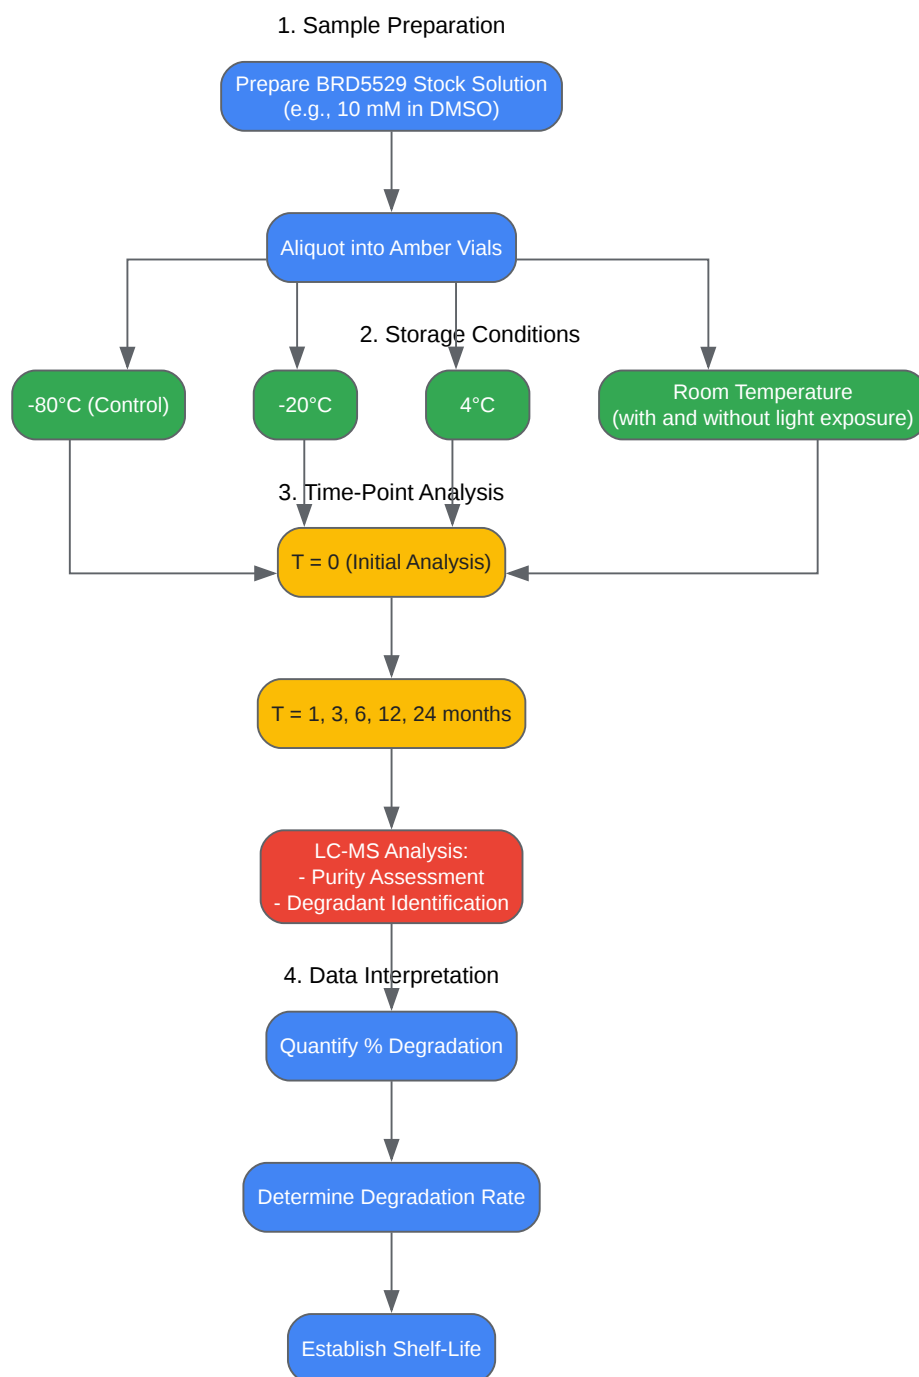 1. Sample Preparation
Prepare BRD5529 Stock Solution
(e.g., 10 mM in DMSO)
Aliquot into Amber Vials
2. Storage Conditions
-80°C (Control)
-20°C
4°C
Room Temperature
(with and without light exposure)
3. Time-Point Analysis
T = 0 (Initial Analysis)
T = 1, 3, 6, 12, 24 months
LC-MS Analysis:
- Purity Assessment
- Degradant Identification
4. Data Interpretation
Quantify % Degradation
Determine Degradation Rate
Establish Shelf-Life